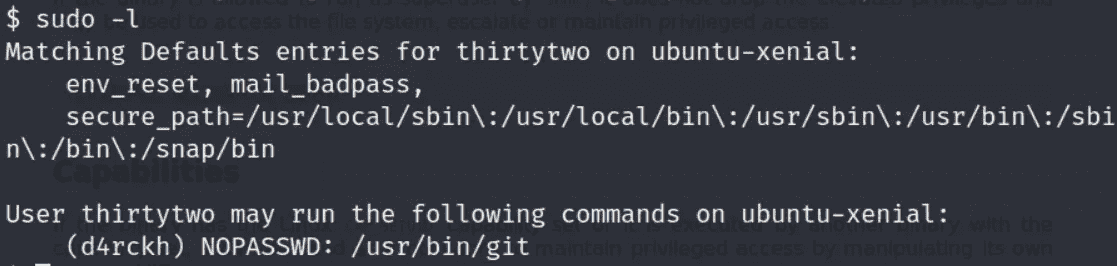 $ sudo -l
Matching Defaults entries for thirtytwo on ubuntu-xenial:
    env_reset, mail_badpass,
    secure_path=/usr/local/sbin\:/usr/local/bin\:/usr/sbin\:/usr/bin\:/sbi
n\:/bin\:/snap/bin
Capabilities
User thirtytwo may run the following commands on ubuntu-xenial:
    (d4rckh) NOPASSWD: /usr/bin/git